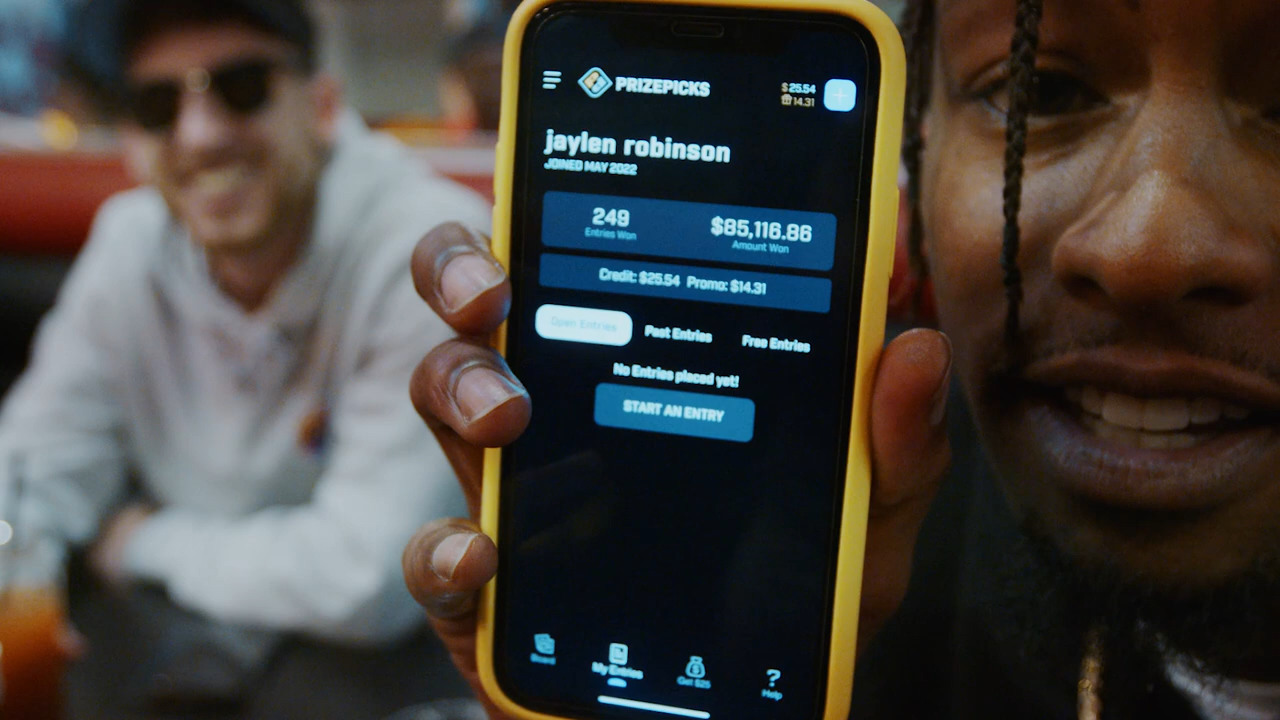 PRIZEPICKS
$25.54
14.31
jaylen robinson
JOINED MAY 2022
249
Entries Won
$85,116.86
Amount Won
Credit: $25.54 Promo: $14.31
Open Entries
Past Entries
Free Entries
No Entries placed yet!
START AN ENTRY
Board
My Entries
Get $25
Help